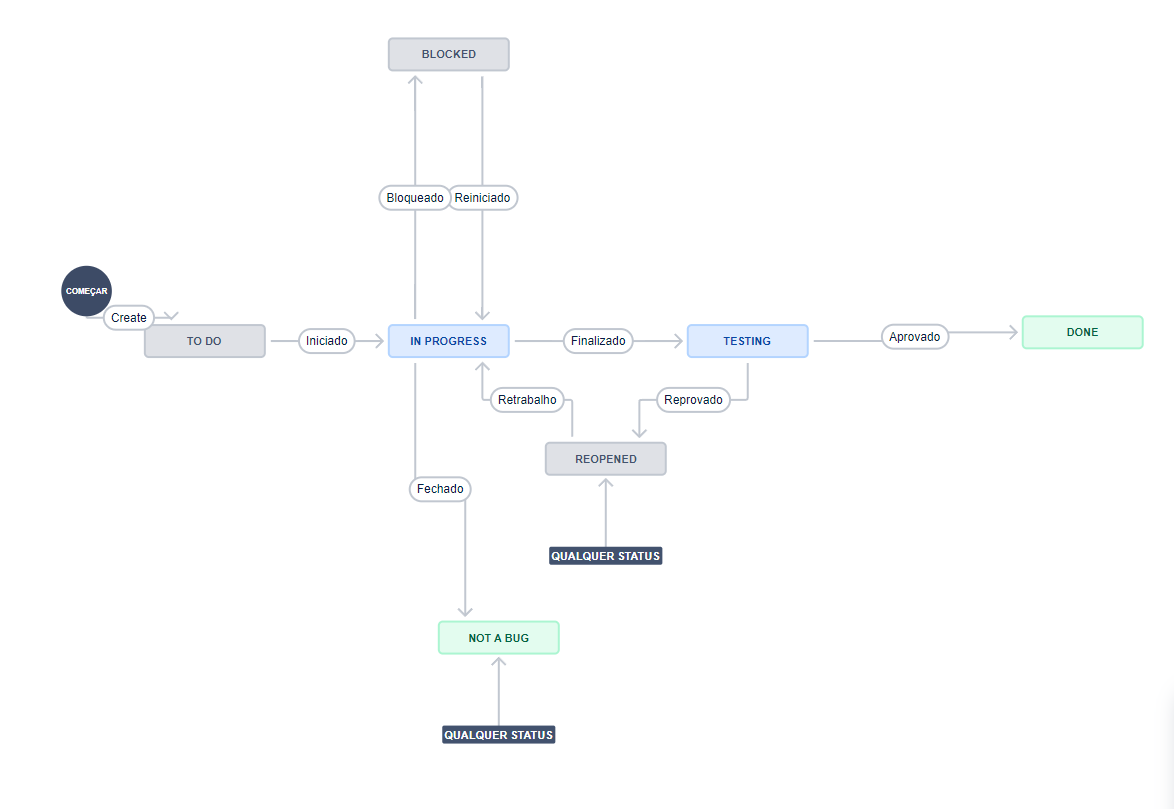 BLOCKED
Bloqueado
Reiniciado
COMEÇAR
Create
TO DO
Iniciado
IN PROGRESS
Finalizado
TESTING
Aprovado
DONE
Retrabalho
Reprovado
REOPENED
Fechado
QUALQUER STATUS
NOT A BUG
QUALQUER STATUS